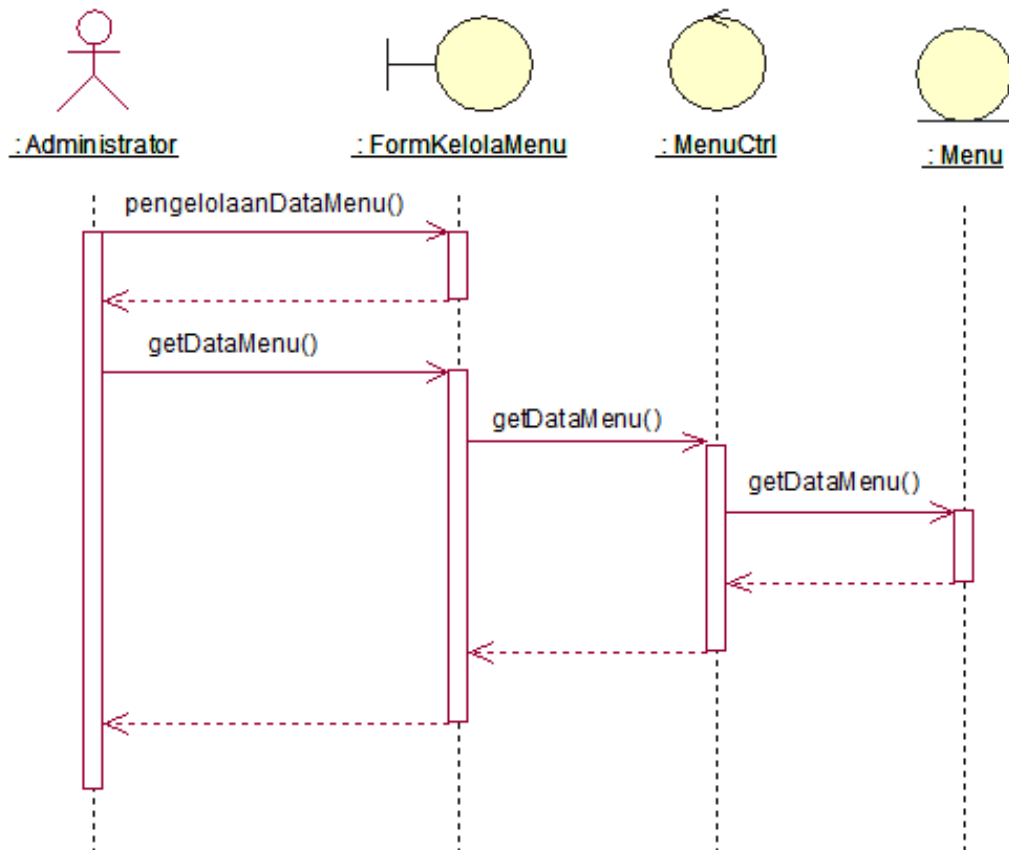 : Administrator
: FormKelolaMenu
: MenuCtrl
: Menu
pengelolaanDataMenu()
getDataMenu()
getDataMenu()
getDataMenu()